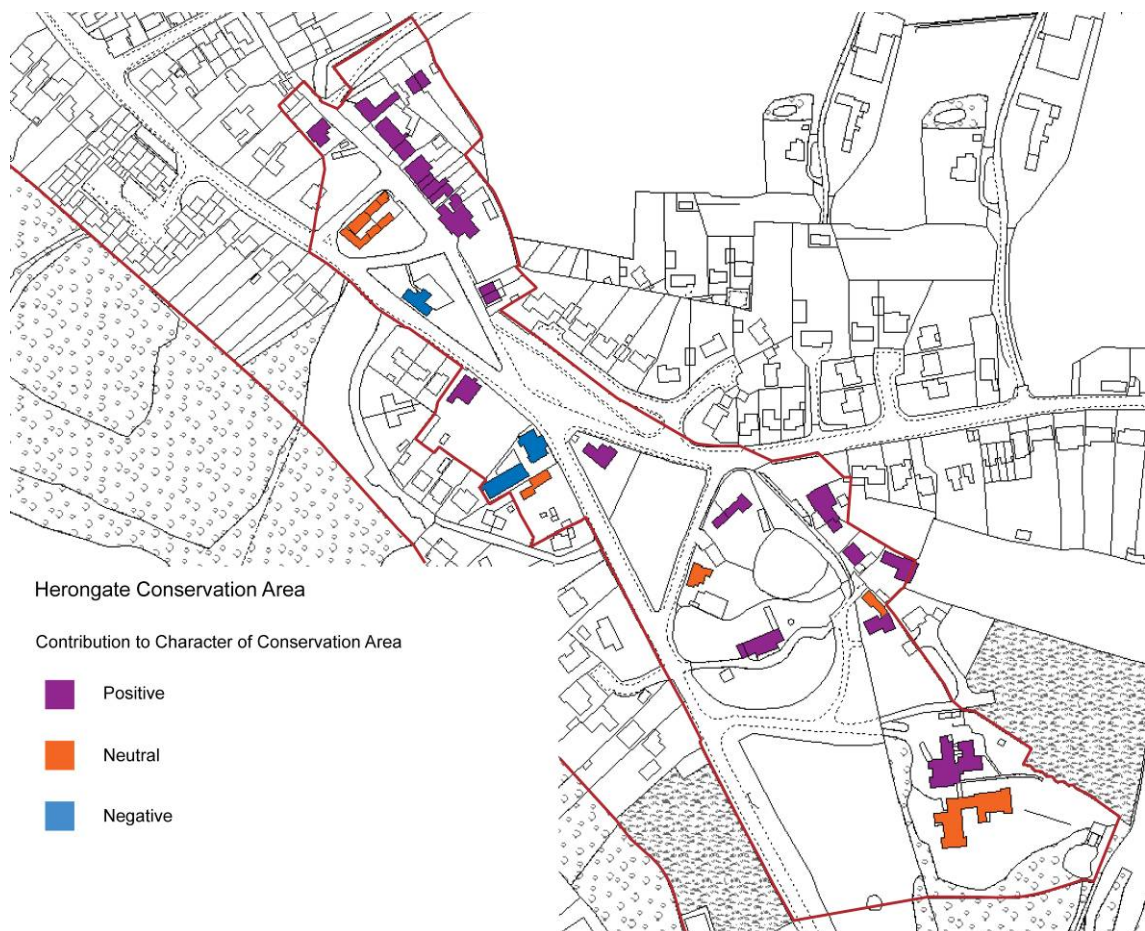 Herongate Conservation Area
Contribution to Character of Conservation Area
Positive
Neutral
Negative